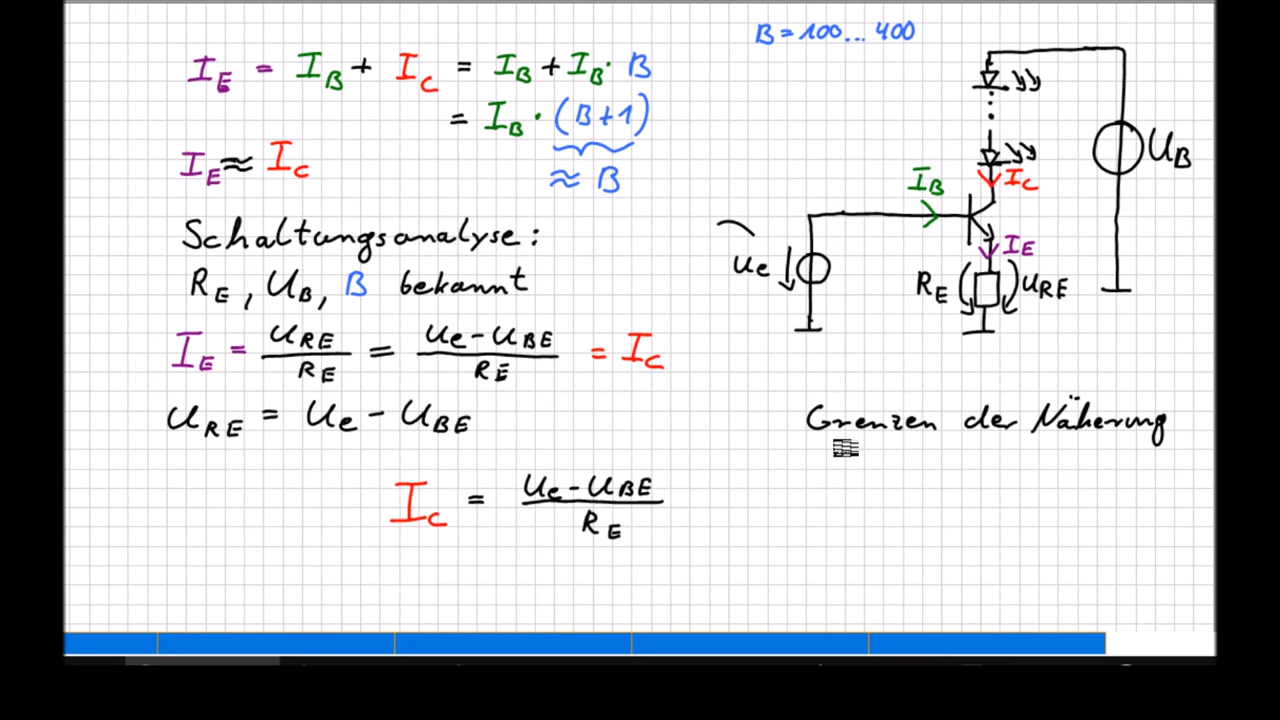 B = 100... 400
I_E = I_B + I_C = I_B + I_B · B
= I_B · (B+1)
≈ B
I_E ≈ I_C
Schaltungsanalyse:
R_E, U_B, B bekannt
I_E = U_RE / R_E = (U_e - U_BE) / R_E = I_C
U_RE = U_e - U_BE
I_C = (U_e - U_BE) / R_E
U_B
I_C
I_B
I_E
U_e
R_E
U_RE
Grenzen der Näherung